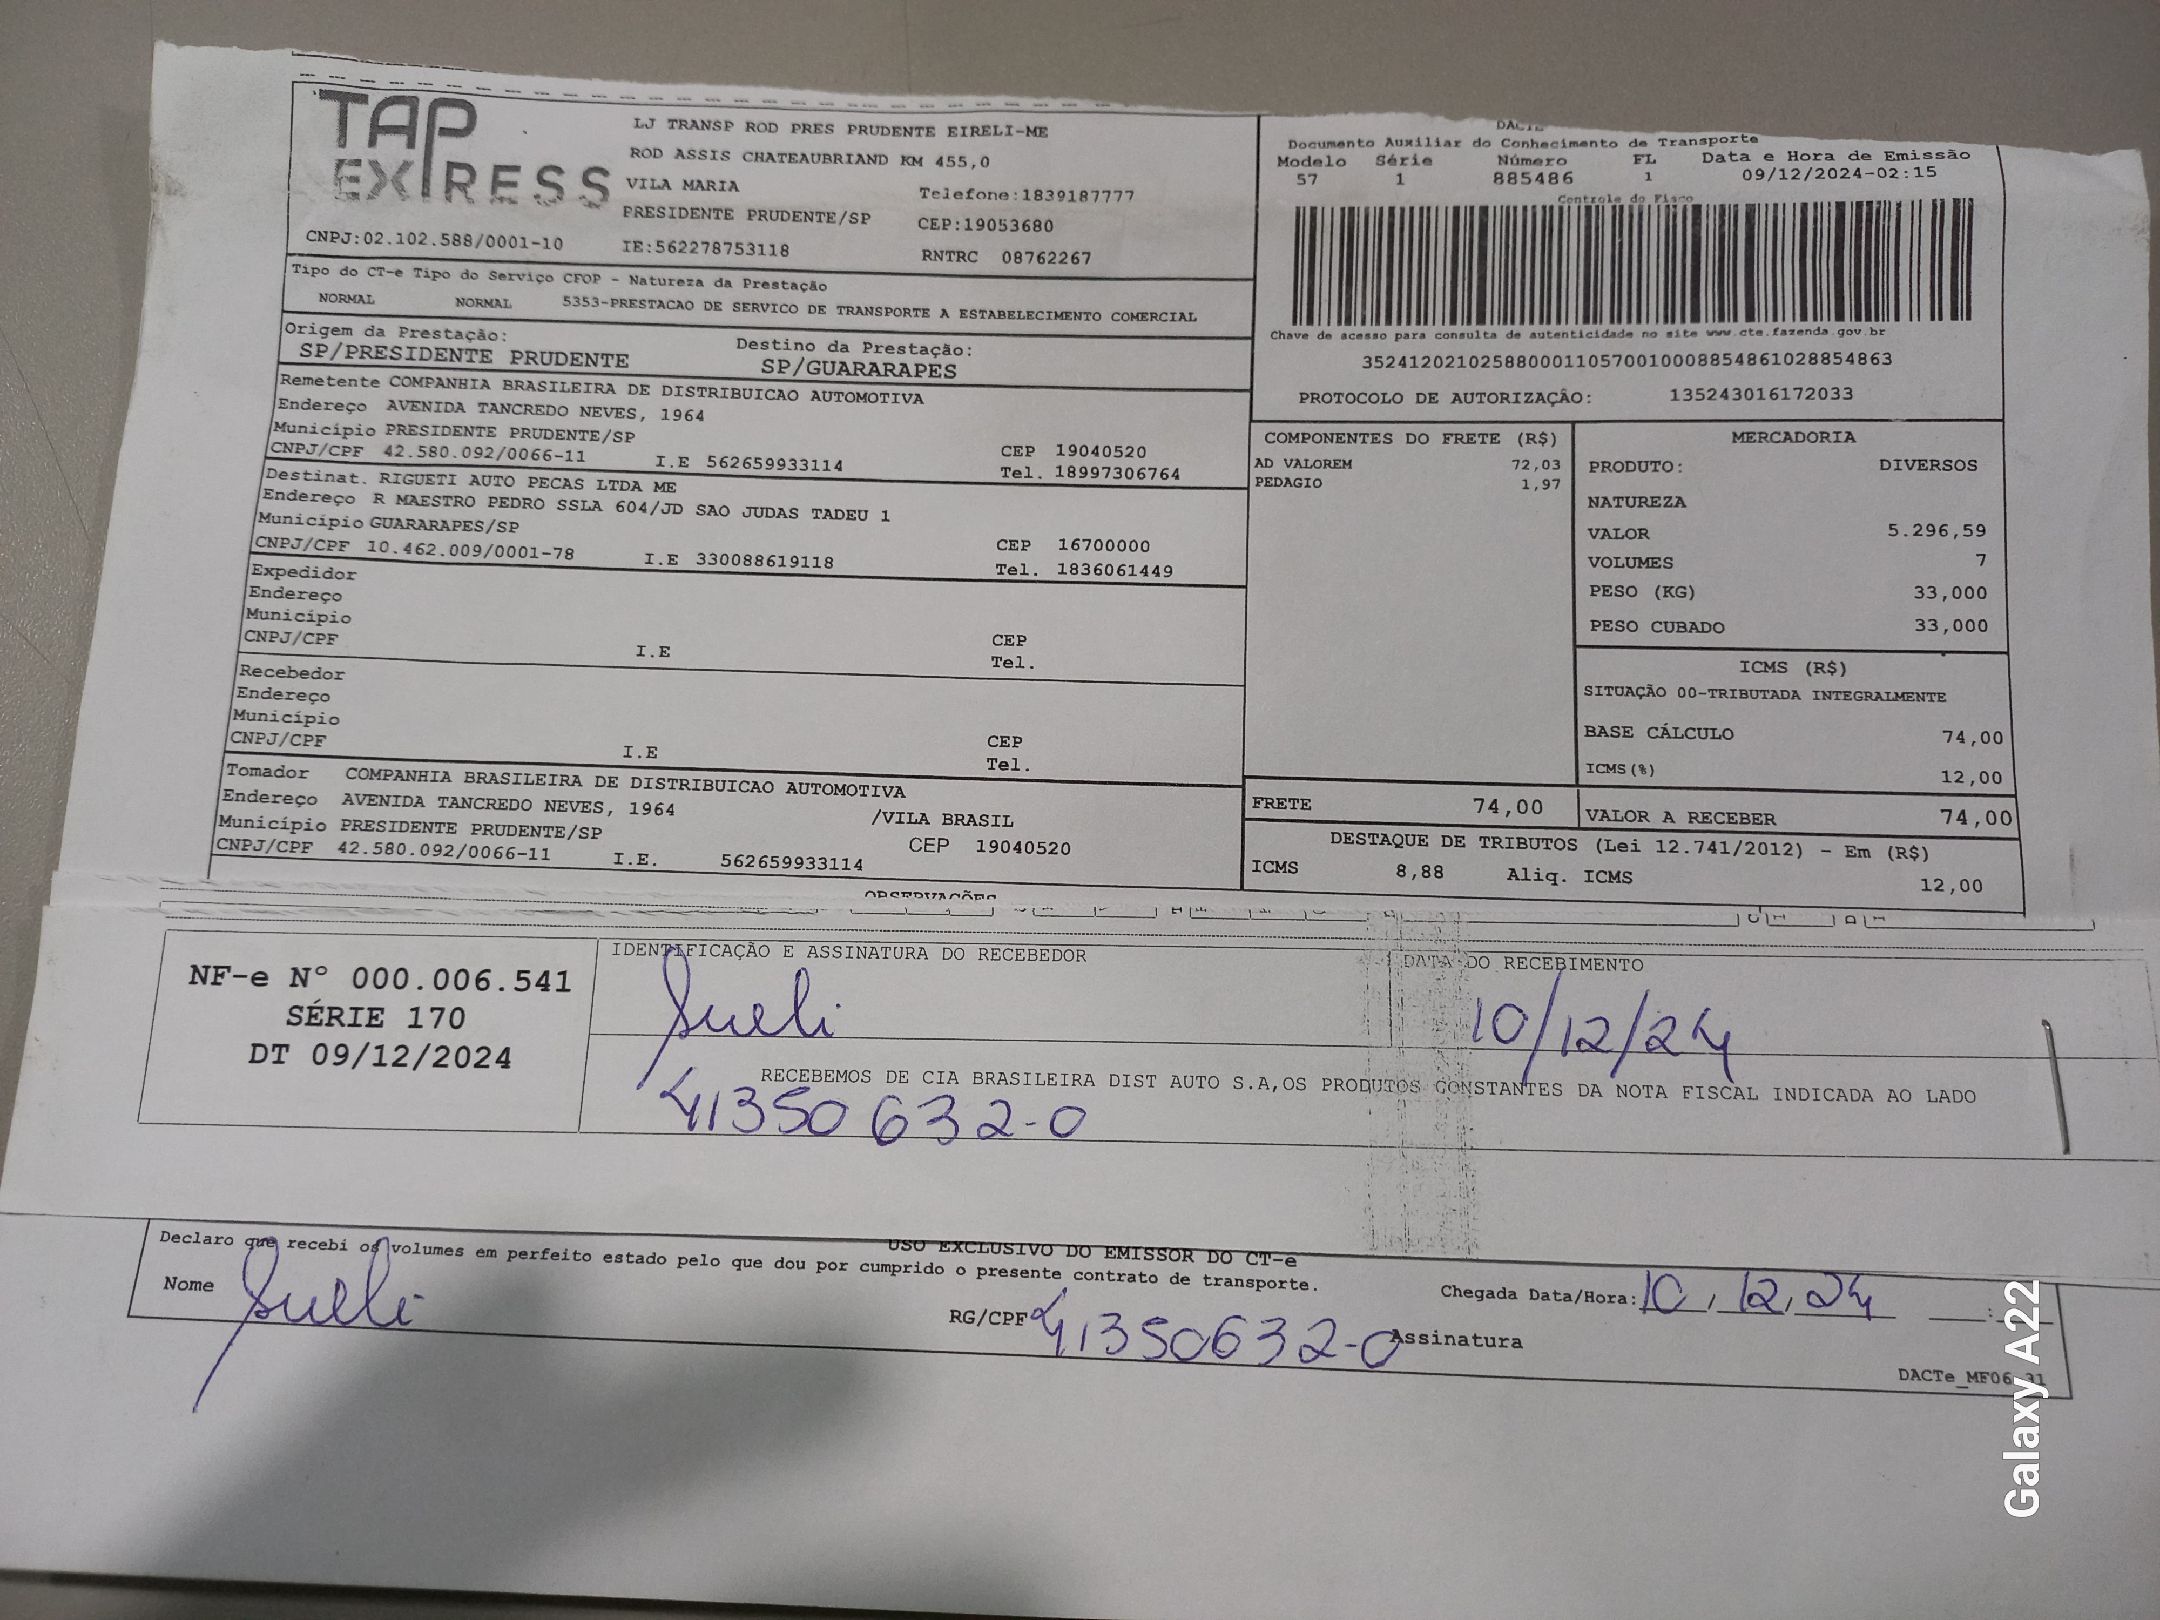 TAP
EXPRESS
LJ TRANSP ROD PRES PRUDENTE EIRELI-ME
ROD ASSIS CHATEAUBRIAND KM 455,0
VILA MARIA Telefone:1839187777
PRESIDENTE PRUDENTE/SP CEP:19053680
CNPJ:02.102.588/0001-10 IE:562278753118 RNTRC 08762267
Tipo do CT-e Tipo do Serviço CFOP - Natureza da Prestação
NORMAL NORMAL 5353-PRESTACAO DE SERVICO DE TRANSPORTE A ESTABELECIMENTO COMERCIAL
Origem da Prestação: Destino da Prestação:
SP/PRESIDENTE PRUDENTE SP/GUARARAPES
Remetente COMPANHIA BRASILEIRA DE DISTRIBUICAO AUTOMOTIVA
Endereço AVENIDA TANCREDO NEVES, 1964
Município PRESIDENTE PRUDENTE/SP CEP 19040520
CNPJ/CPF 42.580.092/0066-11 I.E 562659933114 Tel. 18997306764
Destinat. RIGUETI AUTO PECAS LTDA ME
Endereço R MAESTRO PEDRO SSLA 604/JD SAO JUDAS TADEU 1
Município GUARARAPES/SP CEP 16700000
CNPJ/CPF 10.462.009/0001-78 I.E 330088619118 Tel. 1836061449
Expedidor
Endereço
Município CEP
CNPJ/CPF I.E Tel.
Recebedor
Endereço
Município CEP
CNPJ/CPF I.E Tel.
Tomador COMPANHIA BRASILEIRA DE DISTRIBUICAO AUTOMOTIVA
Endereço AVENIDA TANCREDO NEVES, 1964 /VILA BRASIL
Município PRESIDENTE PRUDENTE/SP CEP 19040520
CNPJ/CPF 42.580.092/0066-11 I.E. 562659933114
OBSERVAÇÕES
DACTE
Documento Auxiliar do Conhecimento de Transporte
Modelo Série Número FL Data e Hora de Emissão
57 1 885486 1 09/12/2024-02:15
Controle do Fisco
Chave de acesso para consulta de autenticidade no site www.cte.fazenda.gov.br
35241202102588000110570010008854861028854863
PROTOCOLO DE AUTORIZAÇÃO: 135243016172033
COMPONENTES DO FRETE (R$)
AD VALOREM 72,03
PEDAGIO 1,97
MERCADORIA
PRODUTO: DIVERSOS
NATUREZA
VALOR 5.296,59
VOLUMES 7
PESO (KG) 33,000
PESO CUBADO 33,000
ICMS (R$)
SITUAÇÃO 00-TRIBUTADA INTEGRALMENTE
BASE CÁLCULO 74,00
ICMS(%) 12,00
FRETE 74,00 VALOR A RECEBER 74,00
DESTAQUE DE TRIBUTOS (Lei 12.741/2012) - Em (R$)
ICMS 8,88 Aliq. ICMS 12,00
NF-e Nº 000.006.541
SÉRIE 170
DT 09/12/2024
IDENTIFICAÇÃO E ASSINATURA DO RECEBEDOR
Sueli
DATA DO RECEBIMENTO
10/12/24
RECEBEMOS DE CIA BRASILEIRA DIST AUTO S.A,OS PRODUTOS CONSTANTES DA NOTA FISCAL INDICADA AO LADO
41350632-0
USO EXCLUSIVO DO EMISSOR DO CT-e
Declaro que recebi os volumes em perfeito estado pelo que dou por cumprido o presente contrato de transporte.
Nome Sueli RG/CPF 41350632-0 Chegada Data/Hora: 10, 12, 24 :
Assinatura
DACTe_MF06_31
Galaxy A22